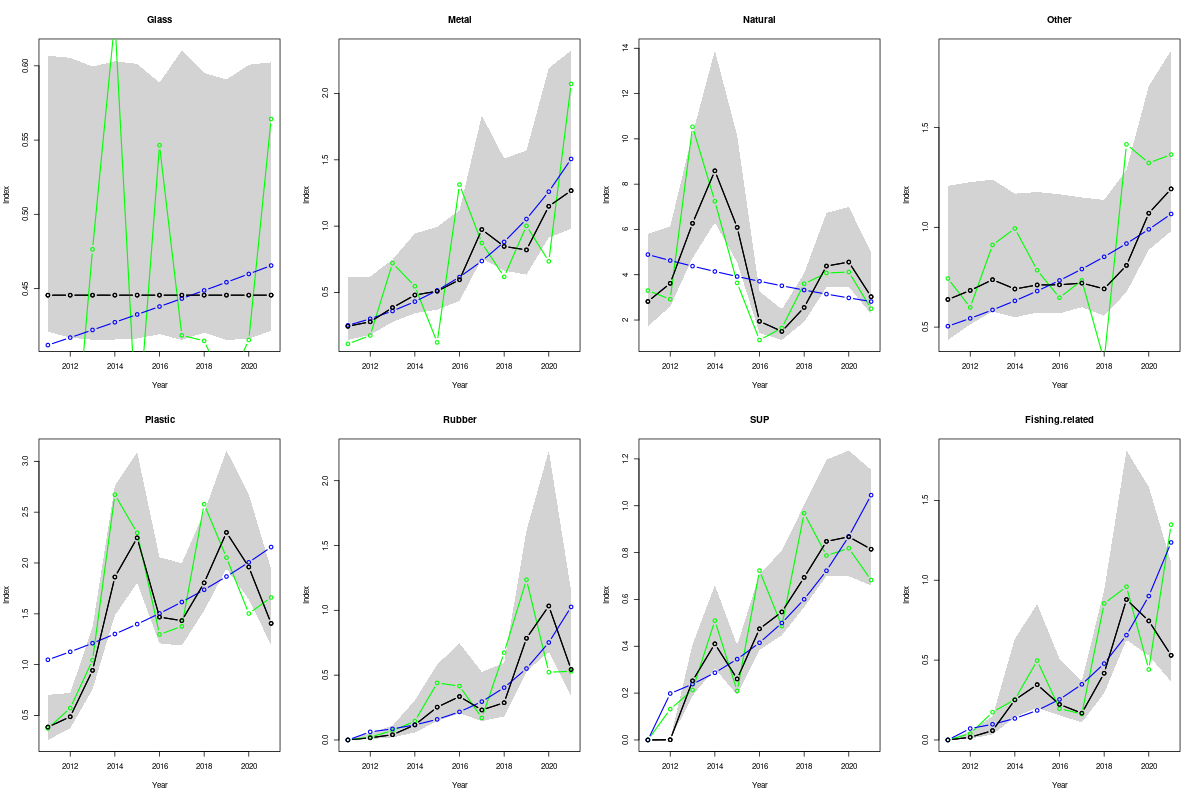 Glass Metal Natural Other
Index 0.45 0.50 0.55 0.60
2012 2014 2016 2018 2020
Year
Index 0.5 1.0 1.5 2.0
2012 2014 2016 2018 2020
Year
Index 2 4 6 8 10 12 14
2012 2014 2016 2018 2020
Year
Index 0.5 1.0 1.5
2012 2014 2016 2018 2020
Year
Plastic Rubber SUP Fishing.related
Index 0.5 1.0 1.5 2.0 2.5 3.0
2012 2014 2016 2018 2020
Year
Index 0.0 0.5 1.0 1.5 2.0
2012 2014 2016 2018 2020
Year
Index 0.0 0.2 0.4 0.6 0.8 1.0 1.2
2012 2014 2016 2018 2020
Year
Index 0.0 0.5 1.0 1.5
2012 2014 2016 2018 2020
Year